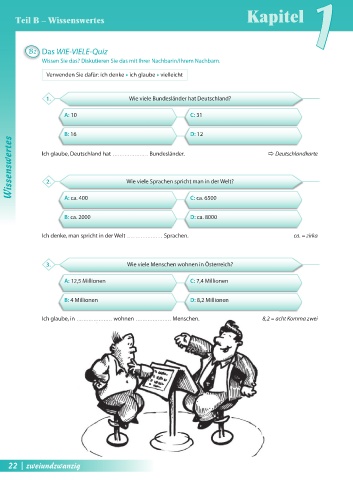 Teil B – Wissenswertes
Kapitel 1
B1 Das WIE-VIELE-Quiz
Wissen Sie das? Diskutieren Sie das mit Ihrer Nachbarin/Ihrem Nachbarn.
Verwenden Sie dafür: ich denke • ich glaube • vielleicht
1. Wie viele Bundesländer hat Deutschland?
A: 10 C: 31
B: 16 D: 12
Ich glaube, Deutschland hat ................. Bundesländer. ⇨ Deutschlandkarte
2. Wie viele Sprachen spricht man in der Welt?
A: ca. 400 C: ca. 6500
B: ca. 2000 D: ca. 8000
Ich denke, man spricht in der Welt ................. Sprachen. ca. = zirka
3. Wie viele Menschen wohnen in Österreich?
A: 12,5 Millionen C: 7,4 Millionen
B: 4 Millionen D: 8,2 Millionen
Ich glaube, in ................. wohnen ................. Menschen. 8,2 = acht Komma zwei
Wissenswertes
22 | zweiundzwanzig